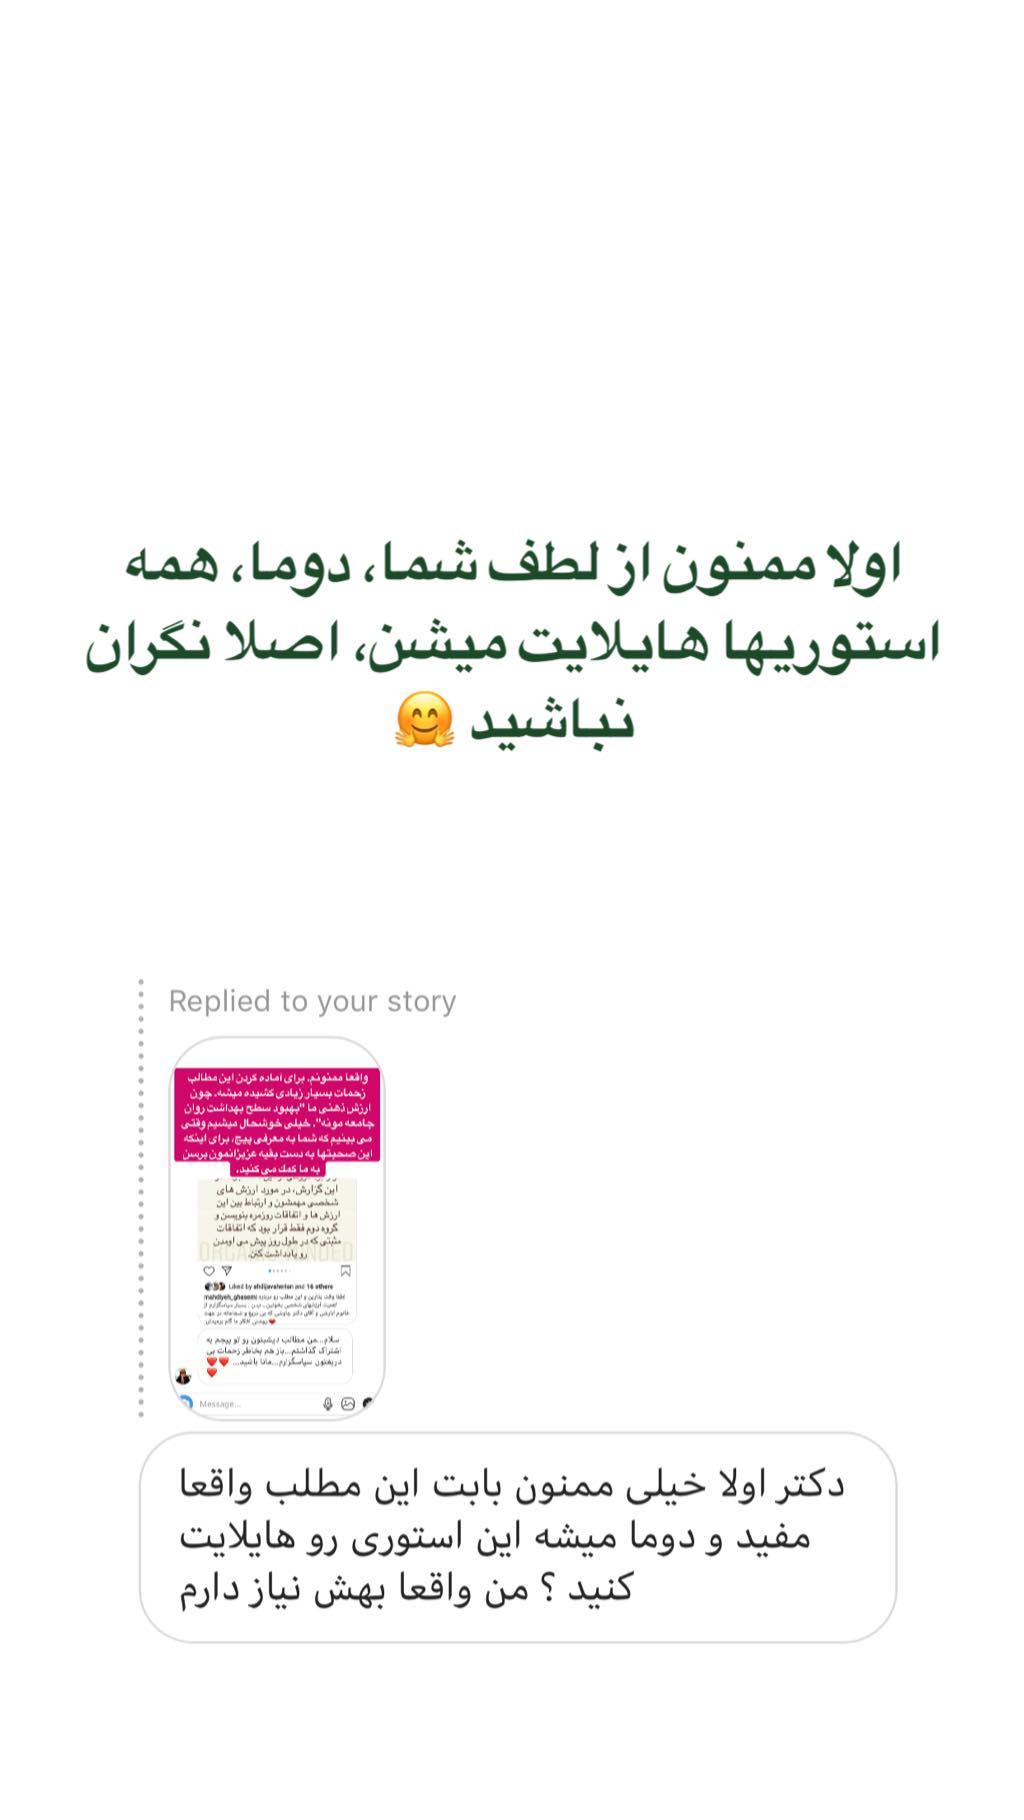 اولا ممنون از لطف شما، دوما، همه
استوریها هایلایت میشن، اصلا نگران
نباشید 🤗
Replied to your story
واقعا ممنونم. برای آماده کردن این مطالب
زحمات بسیار زیادی کشیده میشه. چون
ارزش ذهنی ما "بهبود سطح بهداشت روان
جامعه مونه". خیلی خوشحال میشیم وقتی
می بینیم که شما به معرفی پیج، برای اینکه
این صحبتها به دست بقیه عزیزانمون برسن
به ما کمک می کنید.
این گزارش، در مورد ارزش های
شخصی مهمشون و ارتباط بین این
ارزش ها و اتفاقات روزمره بنویسن و
گروه دوم فقط قرار بود که اتفاقات
مثبتی که در طول روز پیش می اومدن
رو یادداشت کنن.
Liked by and 16 others
سلام...من مطالب دیشبتون رو تو پیجم به
اشتراک گذاشتم...باز هم بخاطر زحمات بی
دریغتون سپاسگزارم...مانا باشید... ❤️❤️
❤️
Message...
دکتر اولا خیلی ممنون بابت این مطلب واقعا
مفید و دوما میشه این استوری رو هایلایت
کنید ؟ من واقعا بهش نیاز دارم